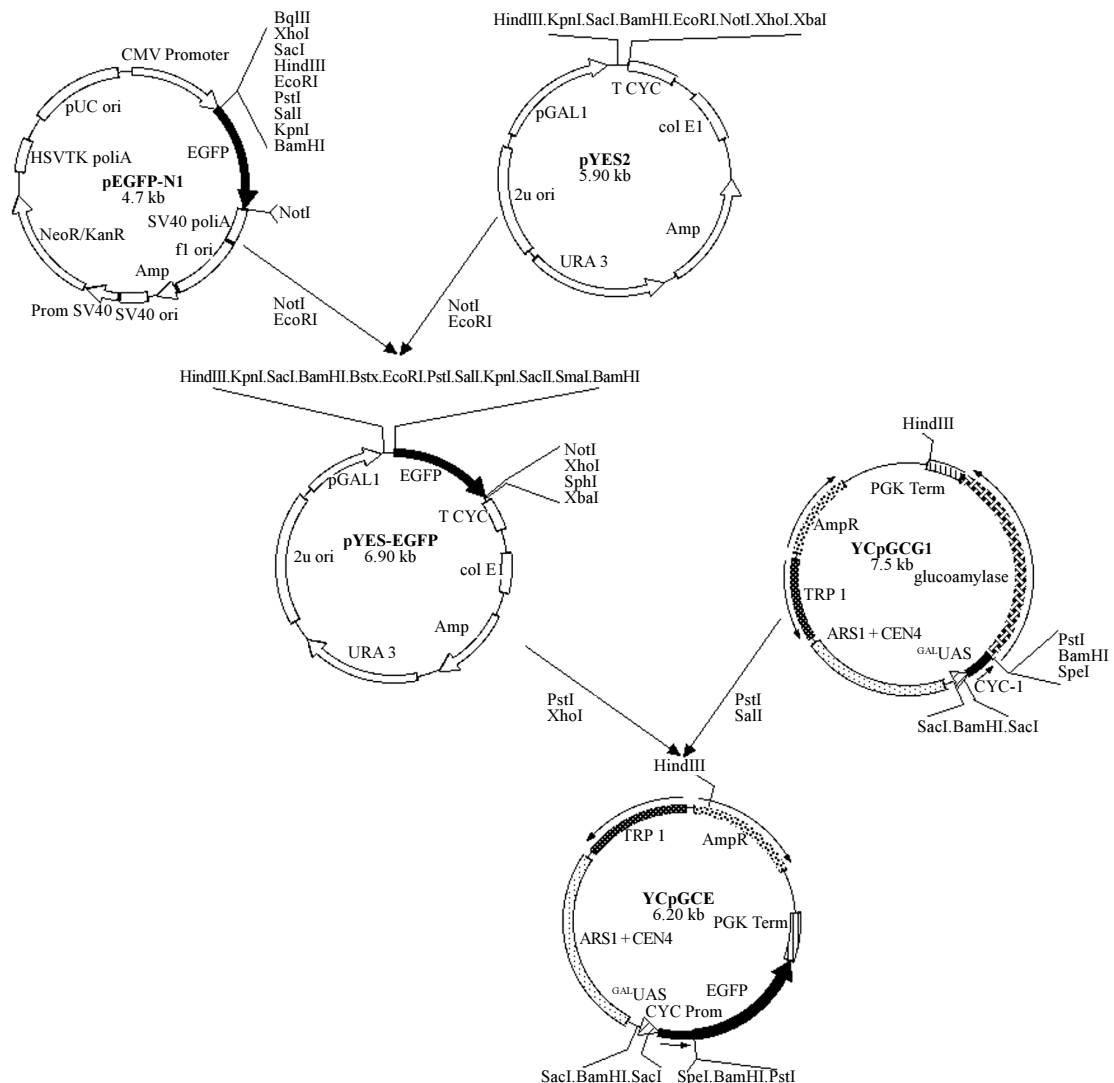 BqlII
XhoI
SacI
HindIII
EcoRI
PstI
SalI
KpnI
BamHI
CMV Promoter
pUC ori
EGFP
HSVTK poliA
pEGFP-N1
4.7 kb
NotI
SV40 poliA
NeoR/KanR
f1 ori
Amp
Prom SV40
SV40 ori
HindIII.KpnI.SacI.BamHI.EcoRI.NotI.XhoI.XbaI
T CYC
pGAL1
col E1
pYES2
5.90 kb
2u ori
Amp
URA 3
NotI
EcoRI
NotI
EcoRI
HindIII.KpnI.SacI.BamHI.Bstx.EcoRI.PstI.SalI.KpnI.SacII.SmaI.BamHI
NotI
XhoI
SphI
XbaI
EGFP
pGAL1
T CYC
pYES-EGFP
6.90 kb
2u ori
col E1
Amp
URA 3
HindIII
PGK Term
AmpR
YCpGCG1
7.5 kb
glucoamylase
TRP 1
ARS1 + CEN4
GALUAS
CYC-1
PstI
BamHI
SpeI
SacI.BamHI.SacI
PstI
XhoI
PstI
SalI
HindIII
TRP 1
AmpR
YCpGCE
6.20 kb
PGK Term
ARS1 + CEN4
EGFP
GALUAS
CYC Prom
SacI.BamHI.SacI
SpeI.BamHI.PstI